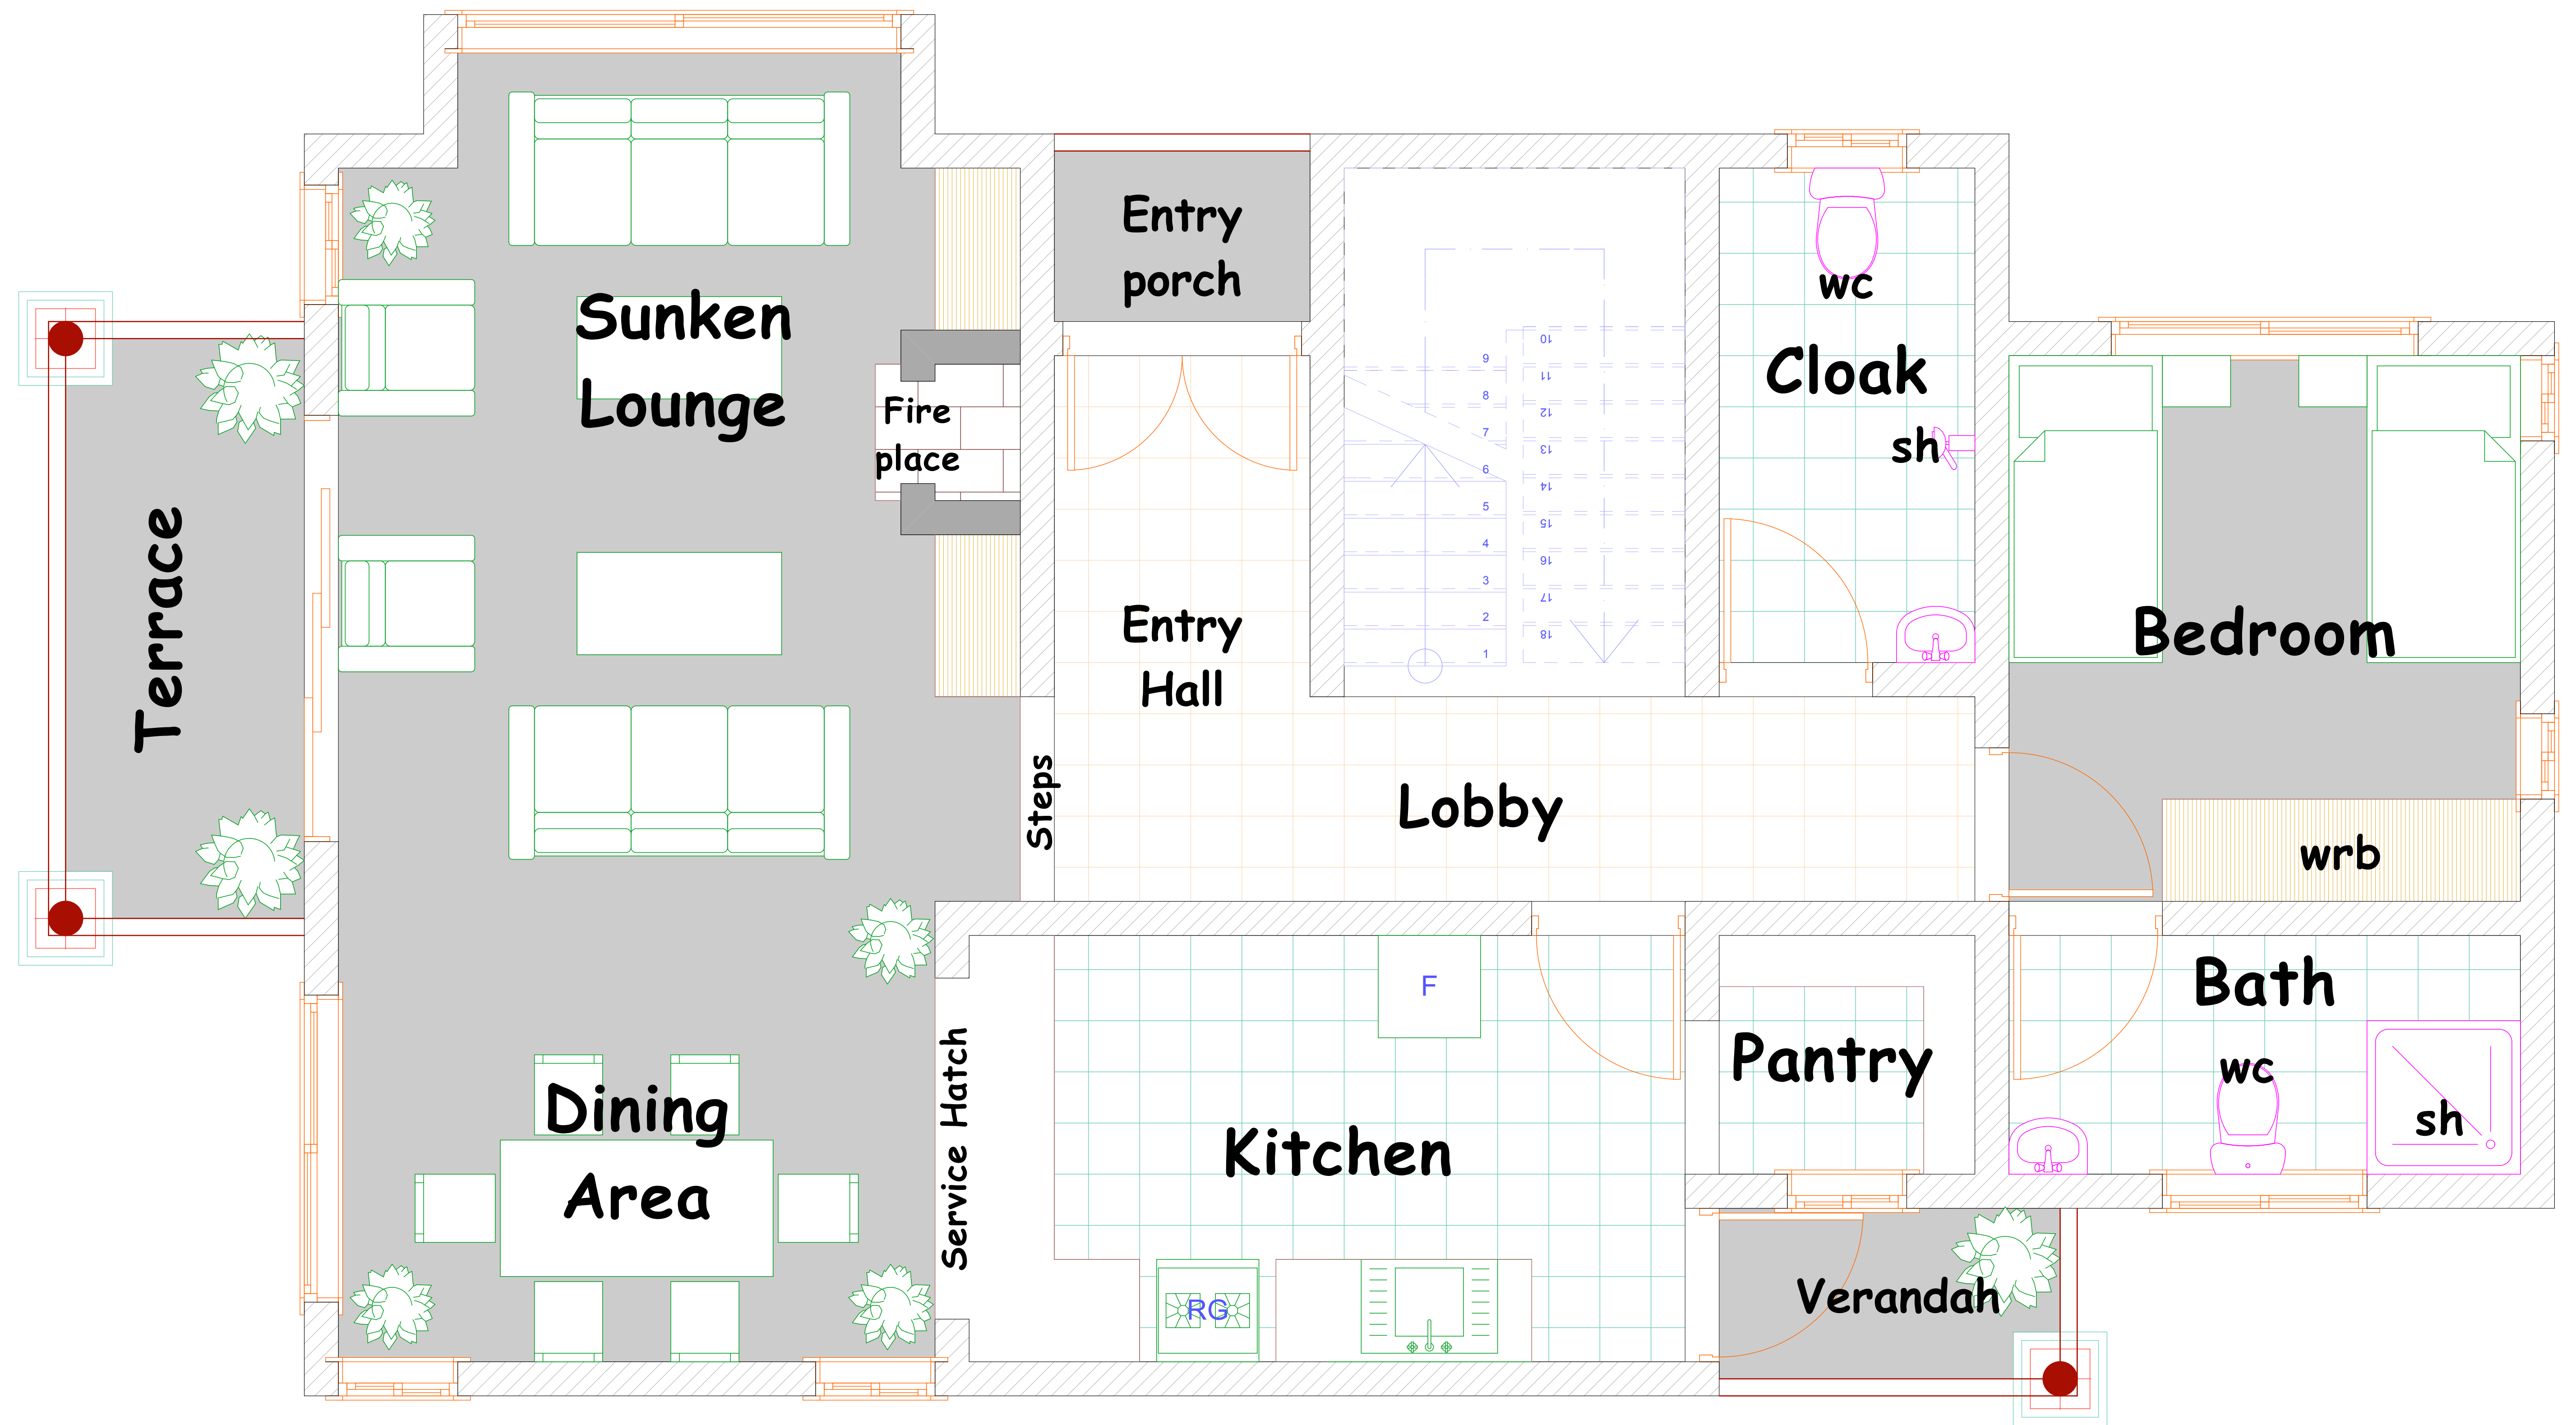 Entry
porch
wc
Sunken
Lounge
Cloak
Fire
place
sh
10
9
11
8
12
7
13
6
14
5
15
4
16
3
17
2
18
1
Terrace
Entry
Hall
Bedroom
Steps
Lobby
wrb
F
Bath
Pantry
wc
sh
Dining
Area
Service Hatch
Kitchen
RG
Verandah